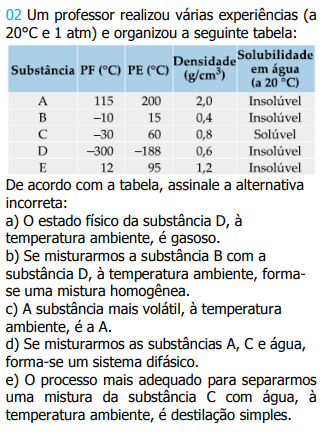 02 Um professor realizou várias experiências (a
20°C e 1 atm) e organizou a seguinte tabela:
Substância PF (°C) PE (°C) Densidade (g/cm³) Solubilidade em água (a 20 °C)
A 115 200 2,0 Insolúvel
B –10 15 0,4 Insolúvel
C –30 60 0,8 Solúvel
D –300 –188 0,6 Insolúvel
E 12 95 1,2 Insolúvel
De acordo com a tabela, assinale a alternativa
incorreta:
a) O estado físico da substância D, à
temperatura ambiente, é gasoso.
b) Se misturarmos a substância B com a
substância D, à temperatura ambiente, forma-
se uma mistura homogênea.
c) A substância mais volátil, à temperatura
ambiente, é a A.
d) Se misturarmos as substâncias A, C e água,
forma-se um sistema difásico.
e) O processo mais adequado para separarmos
uma mistura da substância C com água, à
temperatura ambiente, é destilação simples.